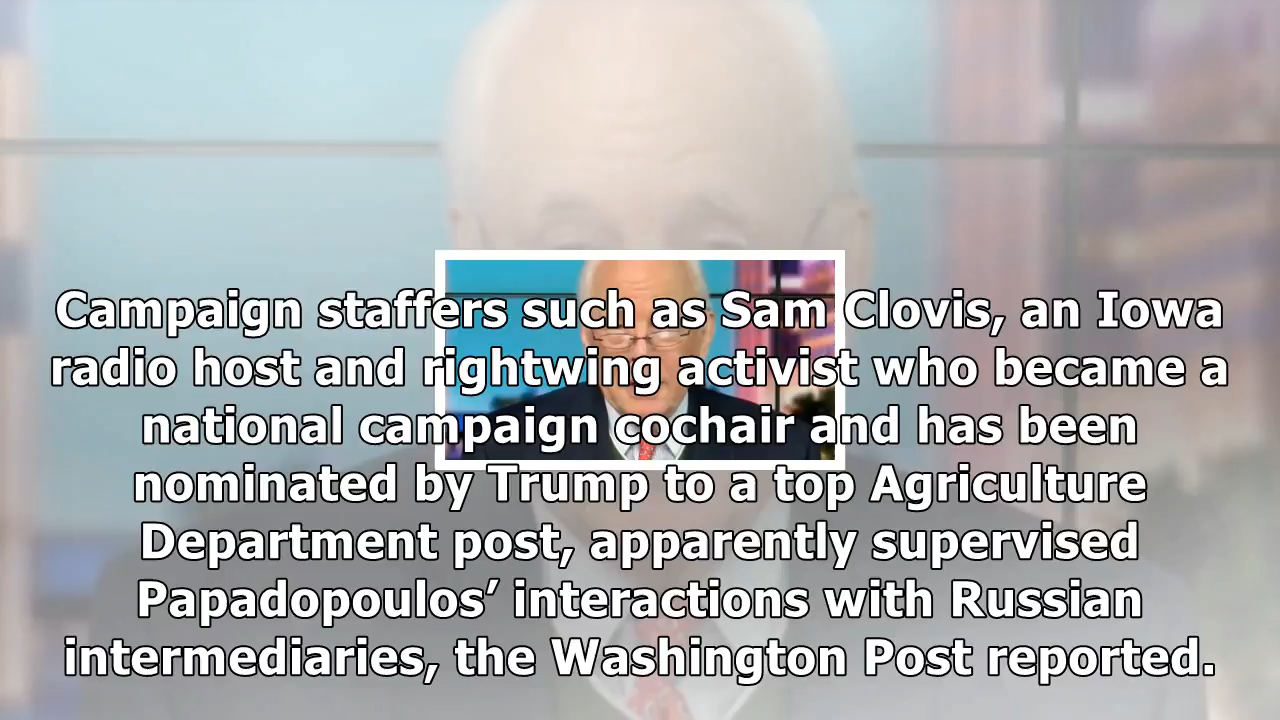 Campaign staffers such as Sam Clovis, an Iowa
radio host and rightwing activist who became a
national campaign cochair and has been
nominated by Trump to a top Agriculture
Department post, apparently supervised
Papadopoulos’ interactions with Russian
intermediaries, the Washington Post reported.